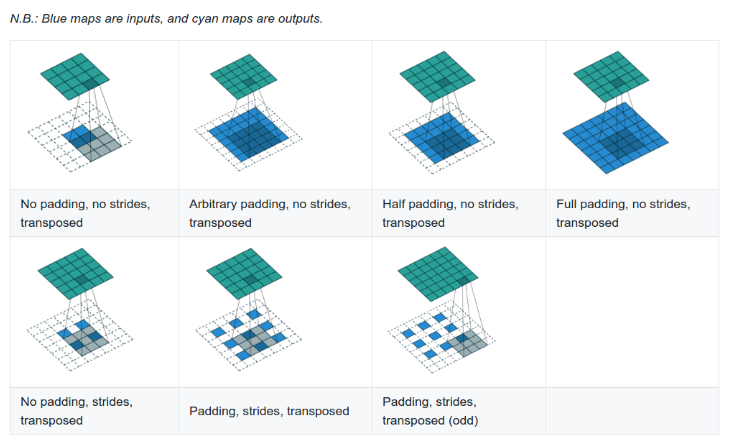 N.B.: Blue maps are inputs, and cyan maps are outputs.
No padding, no strides,
transposed
Arbitrary padding, no strides,
transposed
Half padding, no strides,
transposed
Full padding, no strides,
transposed
No padding, strides,
transposed
Padding, strides, transposed
Padding, strides,
transposed (odd)